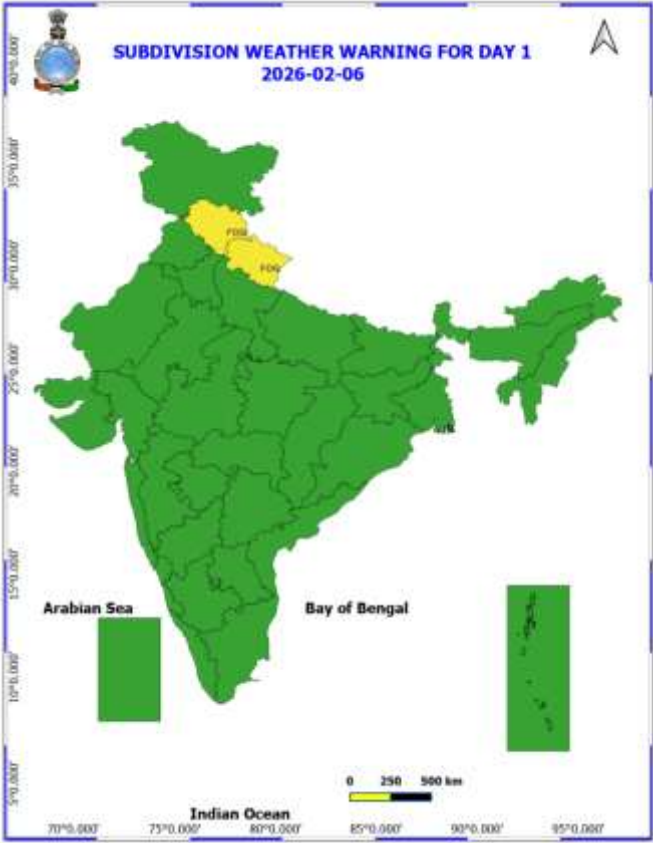 SUBDIVISION WEATHER WARNING FOR DAY 1
2026-02-06
40°0.000'
35°0.000'
FOG
30°0.000'
FOG
25°0.000'
20°0.000'
15°0.000'
Arabian Sea
Bay of Bengal
10°0.000'
5°0.000'
0 250 500 km
Indian Ocean
70°0.000' 75°0.000' 80°0.000' 85°0.000' 90°0.000' 95°0.000'